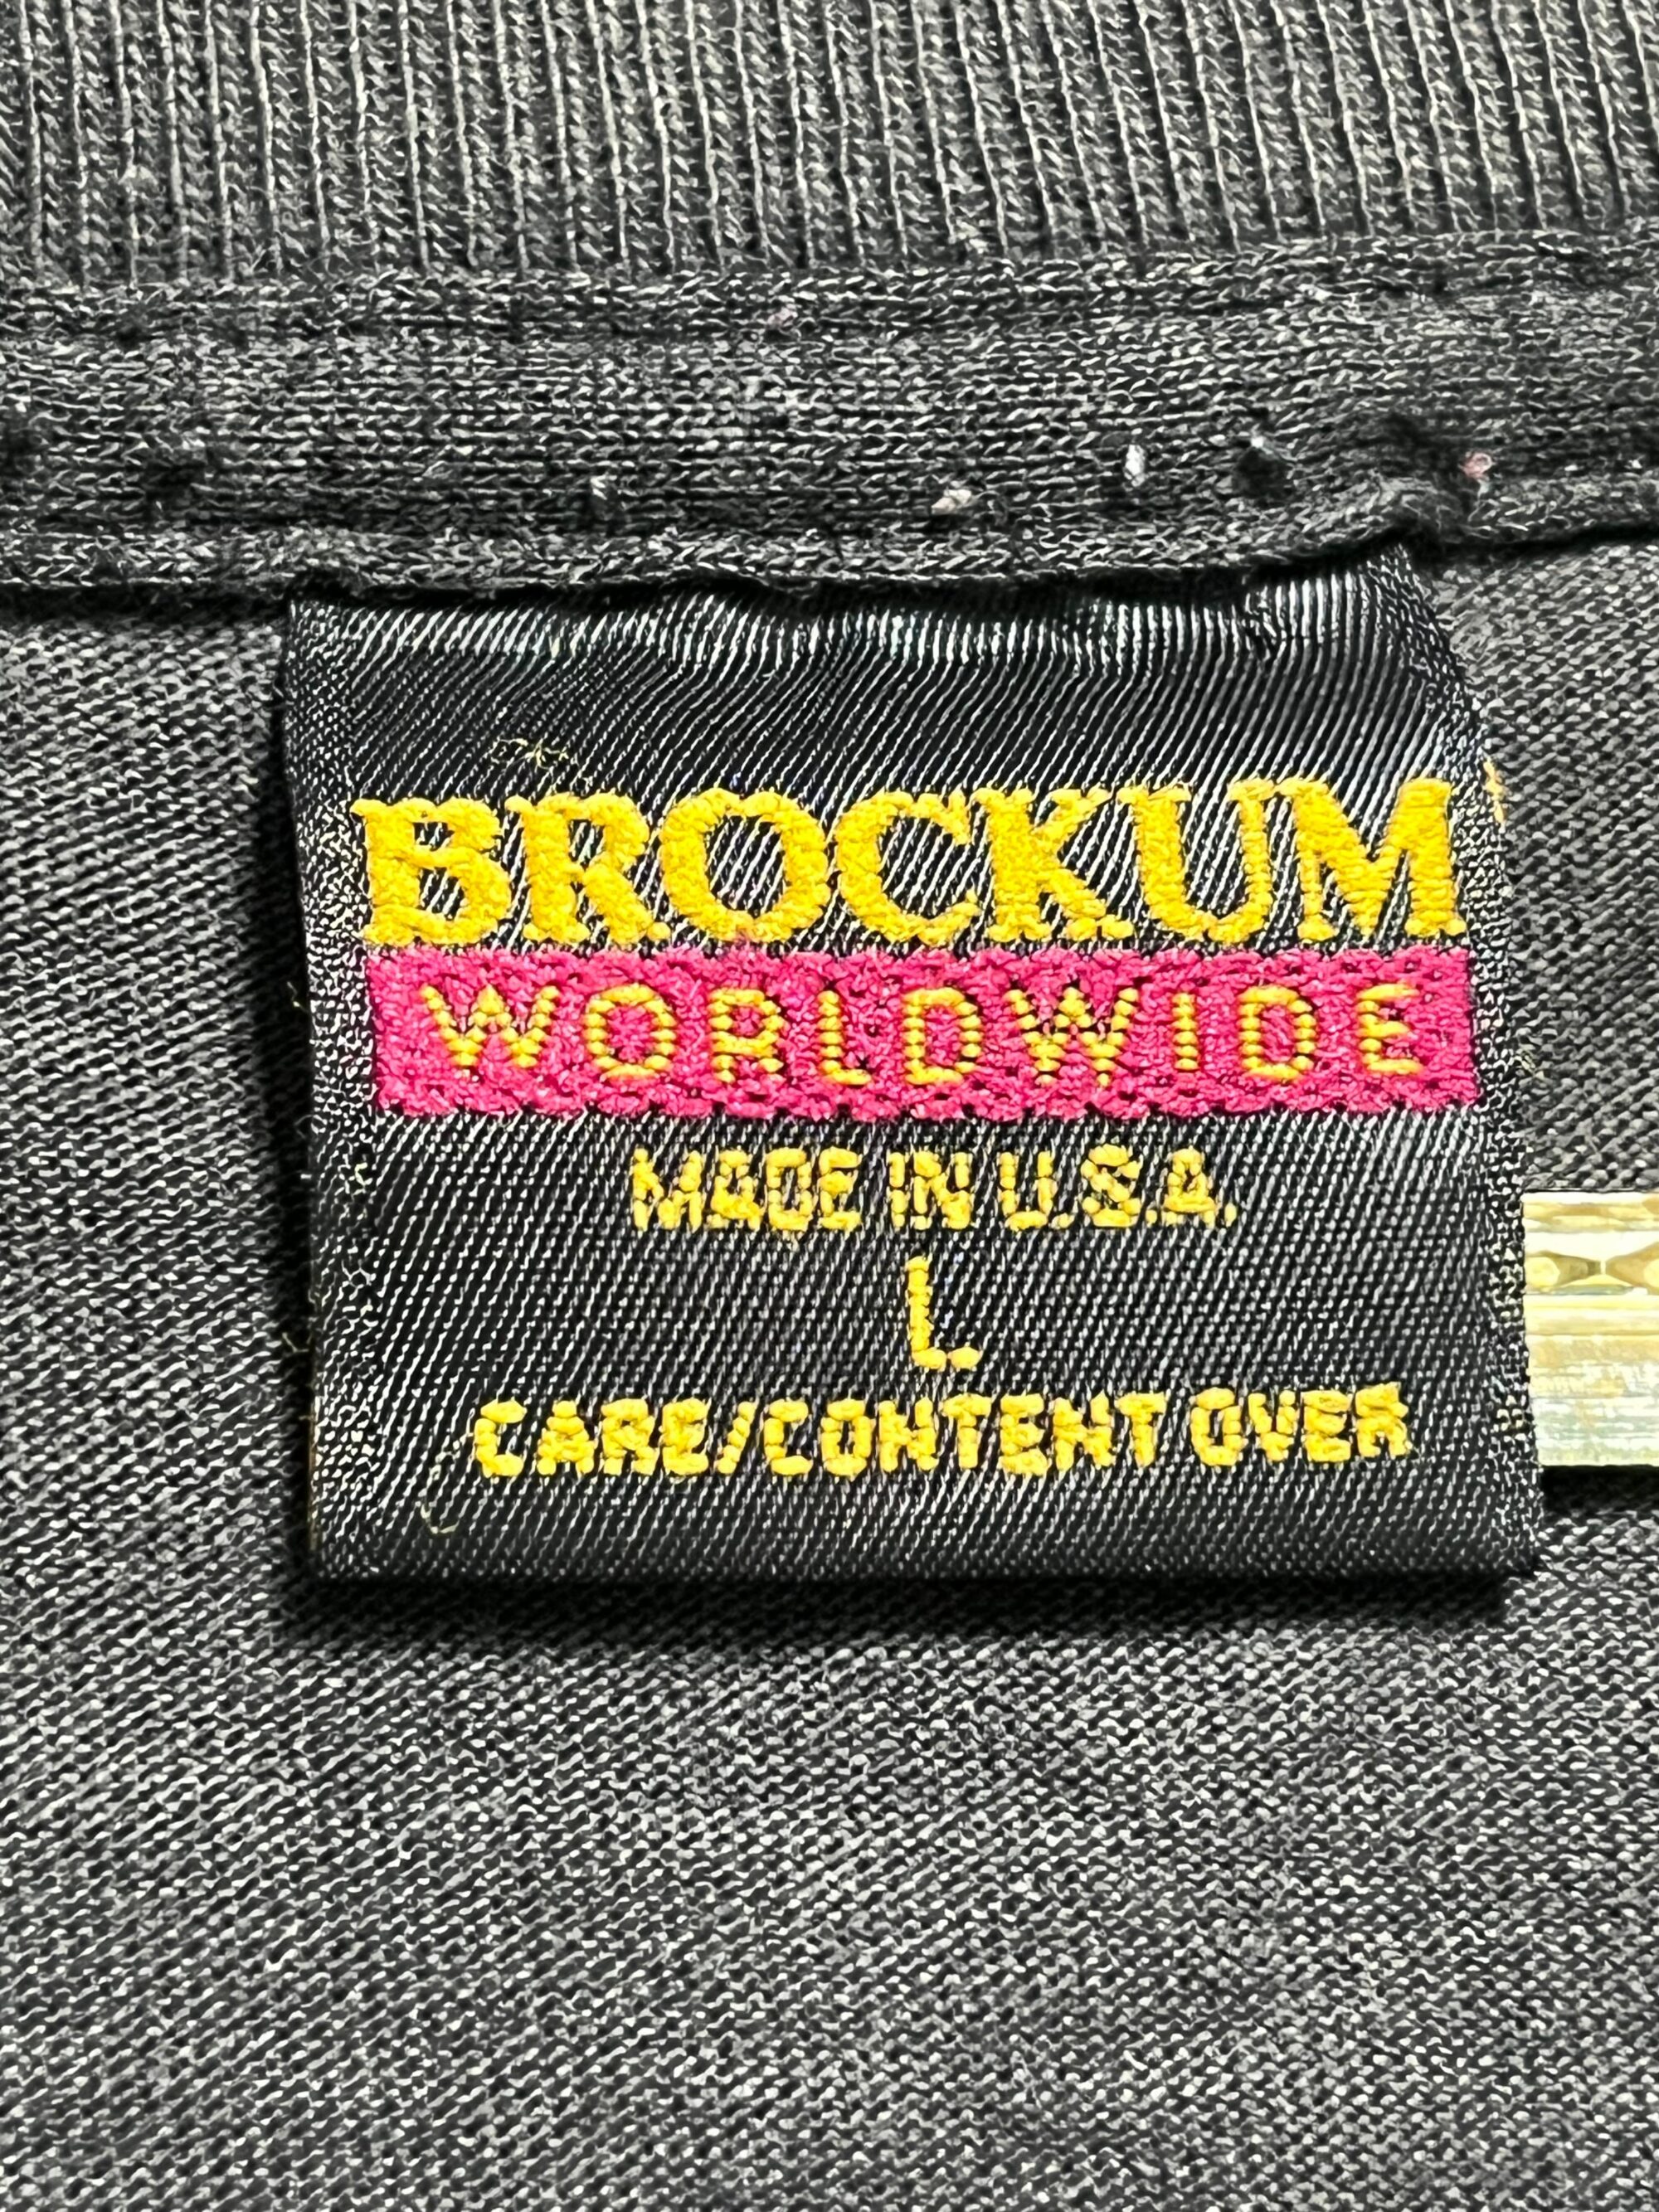 BROCKUM
WORLDWIDE
MADE IN U.S.A.
L
CARE/CONTENT OVER